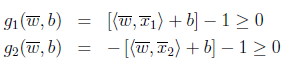 g₁(w̅, b) = [⟨w̅, x̅₁⟩ + b] − 1 ≥ 0
g₂(w̅, b) = − [⟨w̅, x̅₂⟩ + b] − 1 ≥ 0